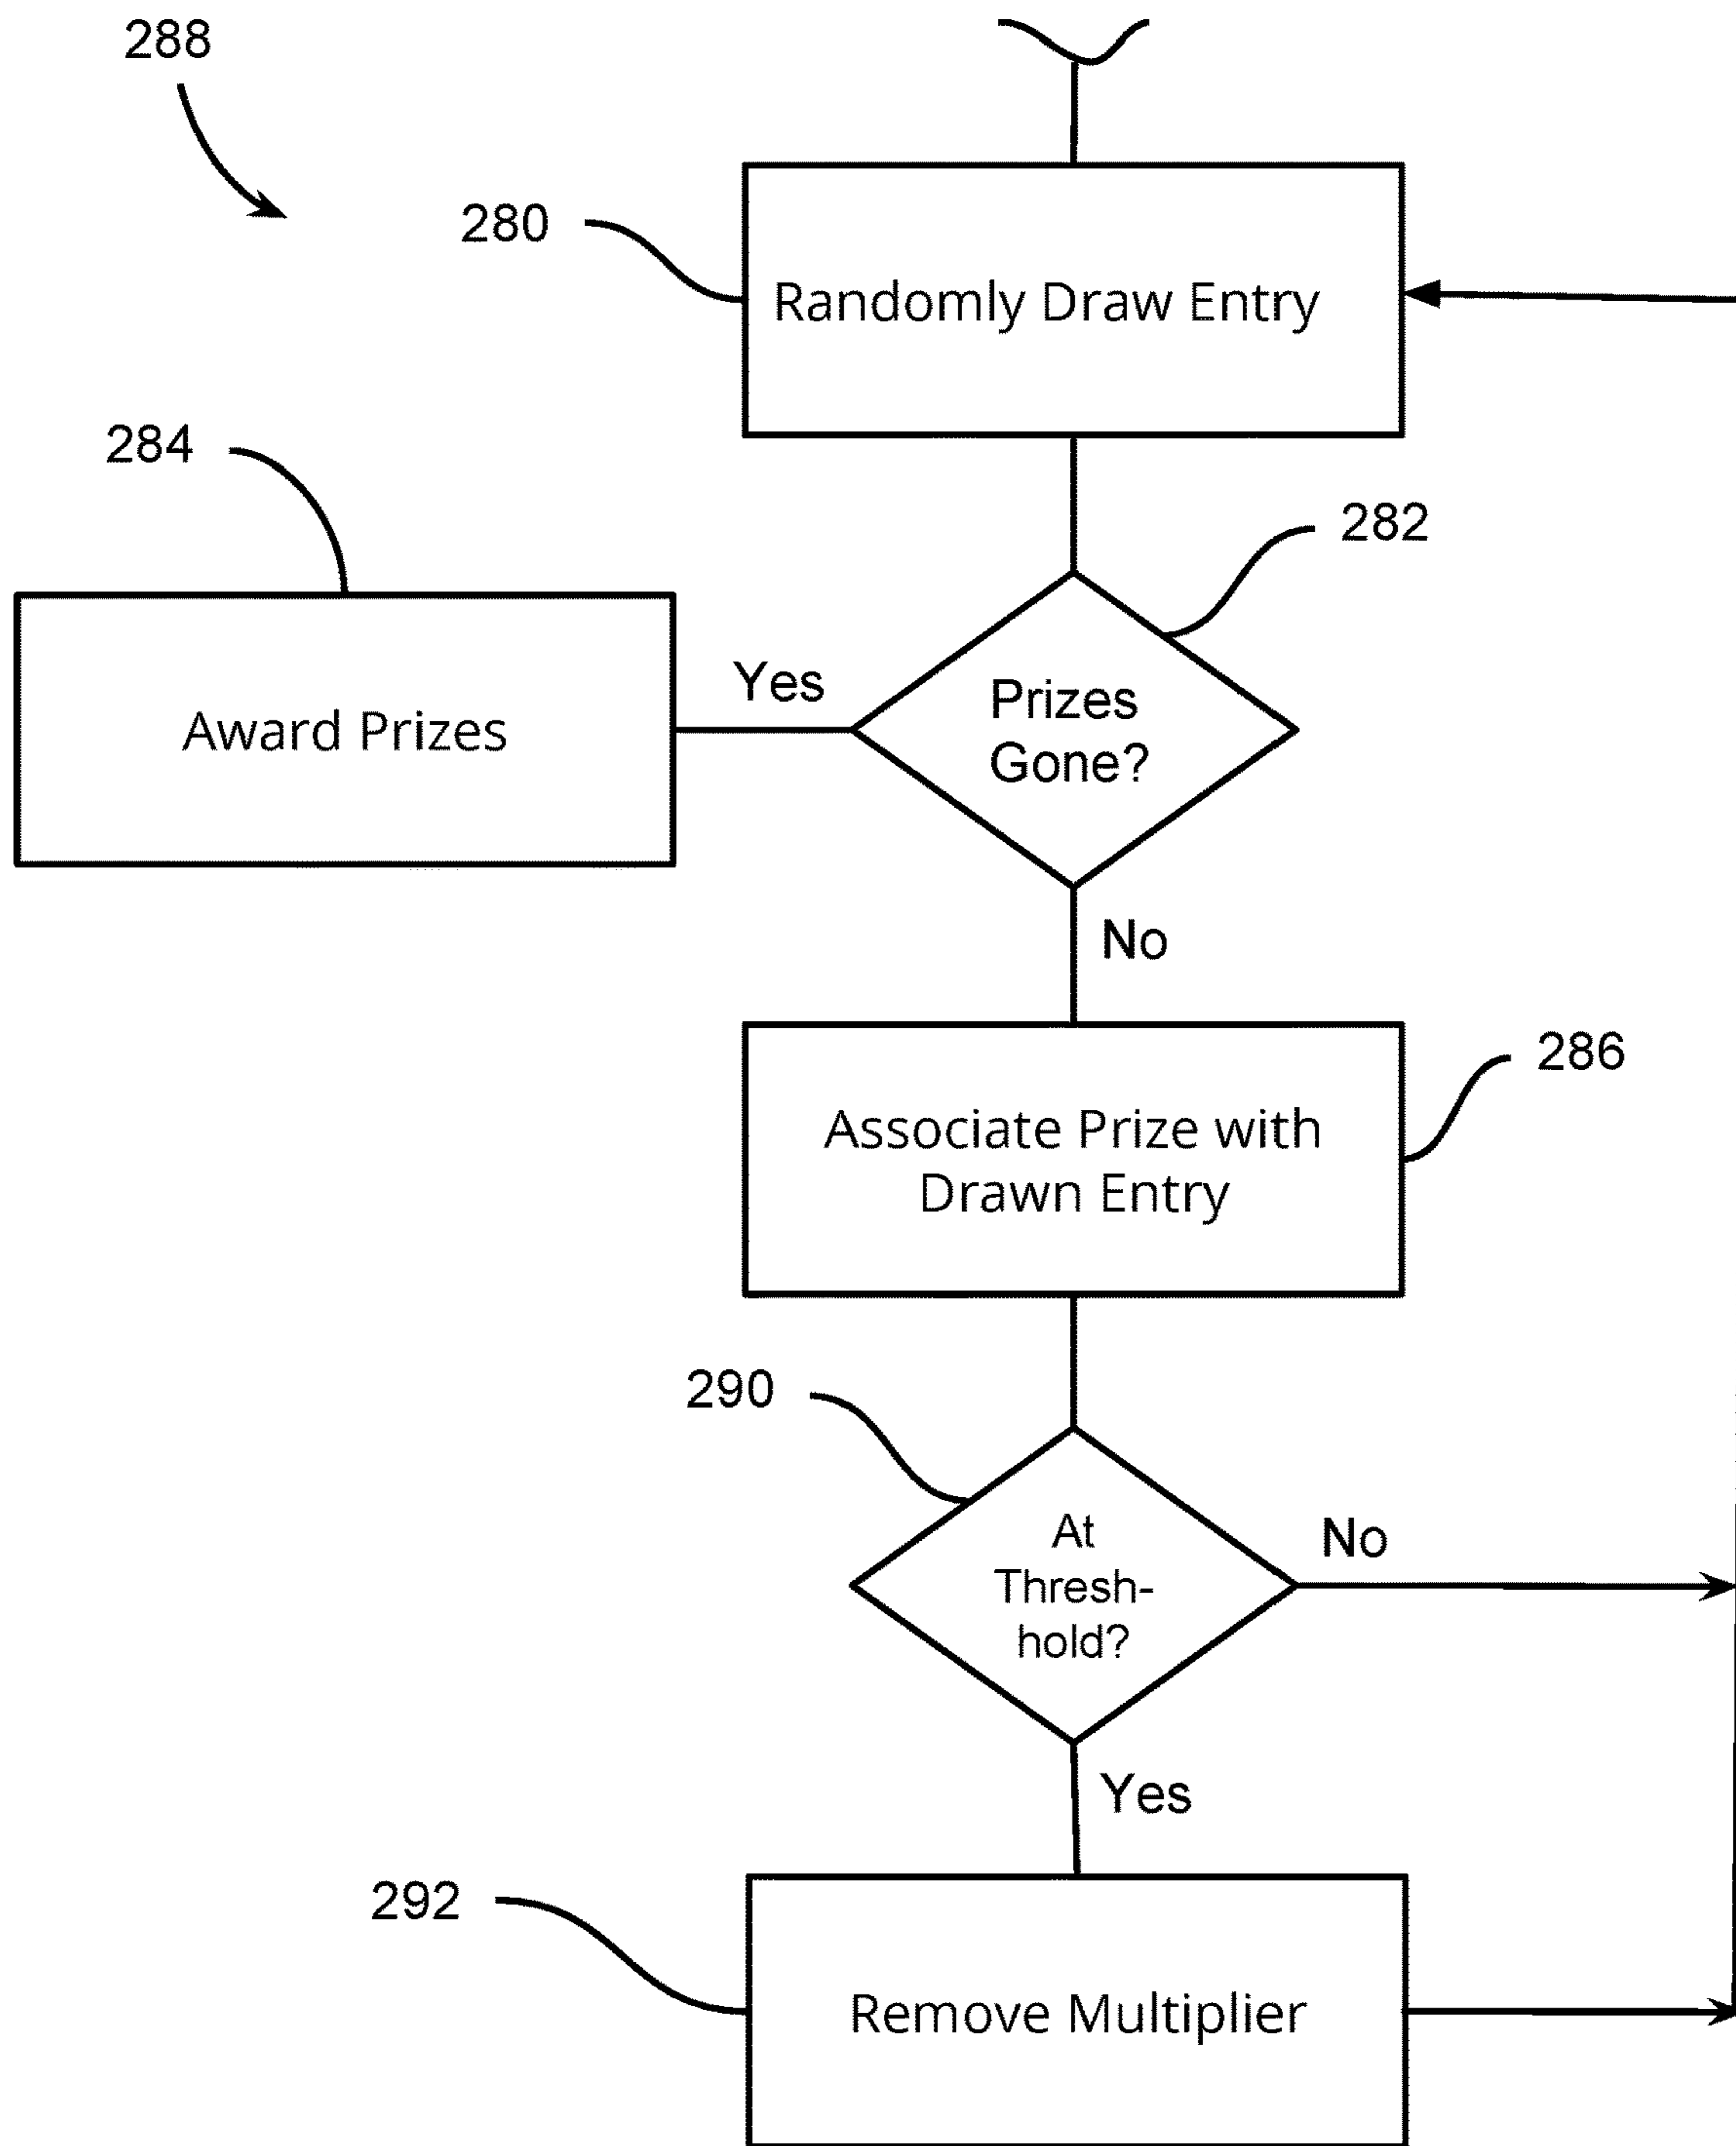 288
280
Randomly Draw Entry
284
282
Yes
Prizes
Gone?
Award Prizes
No
286
Associate Prize with
Drawn Entry
290
At
Thresh-
hold?
No
Yes
292
Remove Multiplier